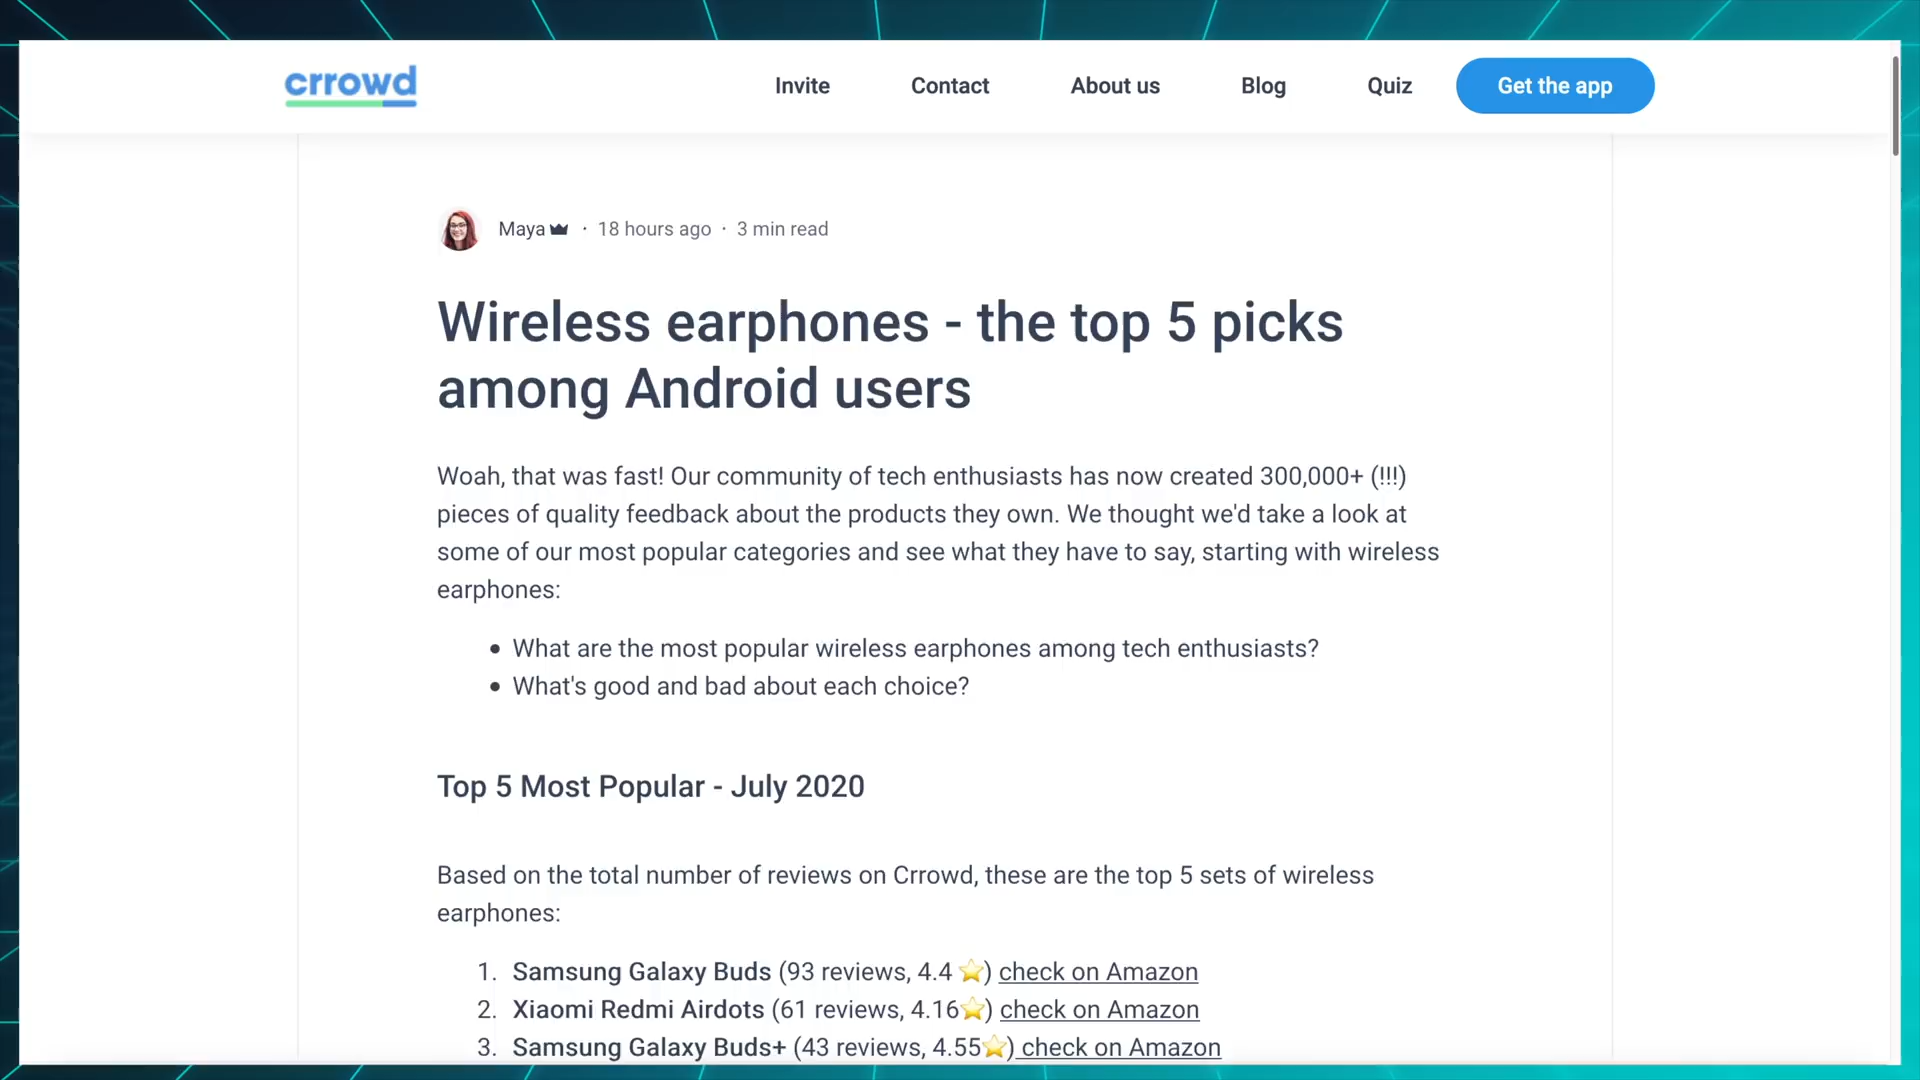 crrowd
Invite
Contact
About us
Blog
Quiz
Get the app
Maya · 18 hours ago · 3 min read
Wireless earphones - the top 5 picks
among Android users
Woah, that was fast! Our community of tech enthusiasts has now created 300,000+ (!!!)
pieces of quality feedback about the products they own. We thought we'd take a look at
some of our most popular categories and see what they have to say, starting with wireless
earphones:
• What are the most popular wireless earphones among tech enthusiasts?
• What's good and bad about each choice?
Top 5 Most Popular - July 2020
Based on the total number of reviews on Crrowd, these are the top 5 sets of wireless
earphones:
1. Samsung Galaxy Buds (93 reviews, 4.4 ⭐) check on Amazon
2. Xiaomi Redmi Airdots (61 reviews, 4.16⭐) check on Amazon
3. Samsung Galaxy Buds+ (43 reviews, 4.55⭐) check on Amazon